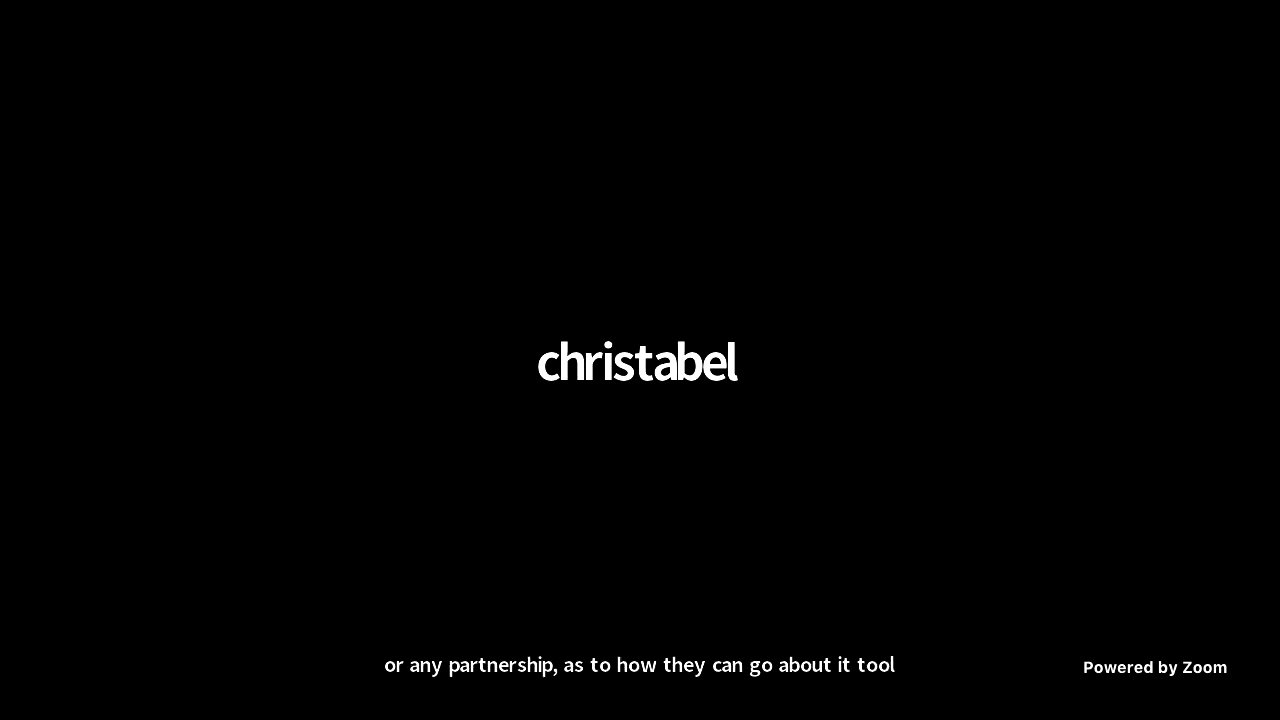 christabel
or any partnership, as to how they can go about it tool
Powered by Zoom